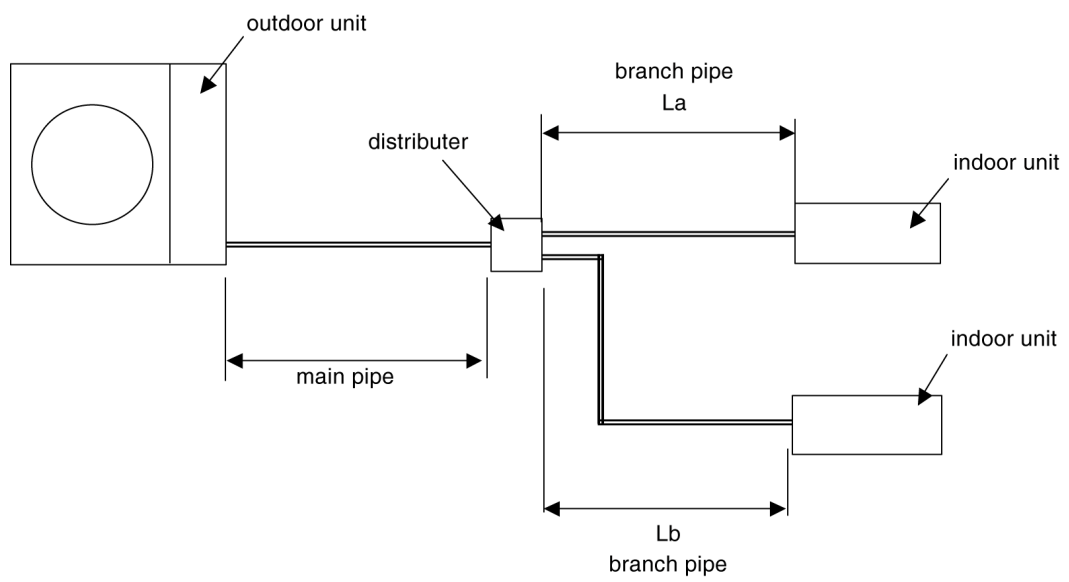 outdoor unit
branch pipe
La
distributer
indoor unit
indoor unit
main pipe
Lb
branch pipe